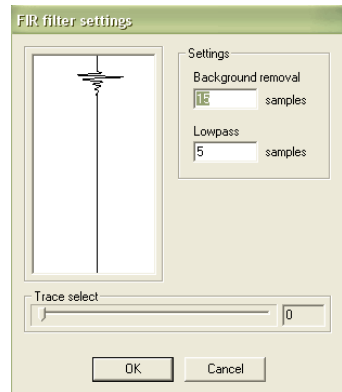 FIR filter settings
Settings
Background removal
15 samples
Lowpass
5 samples
Trace select
0
OK Cancel